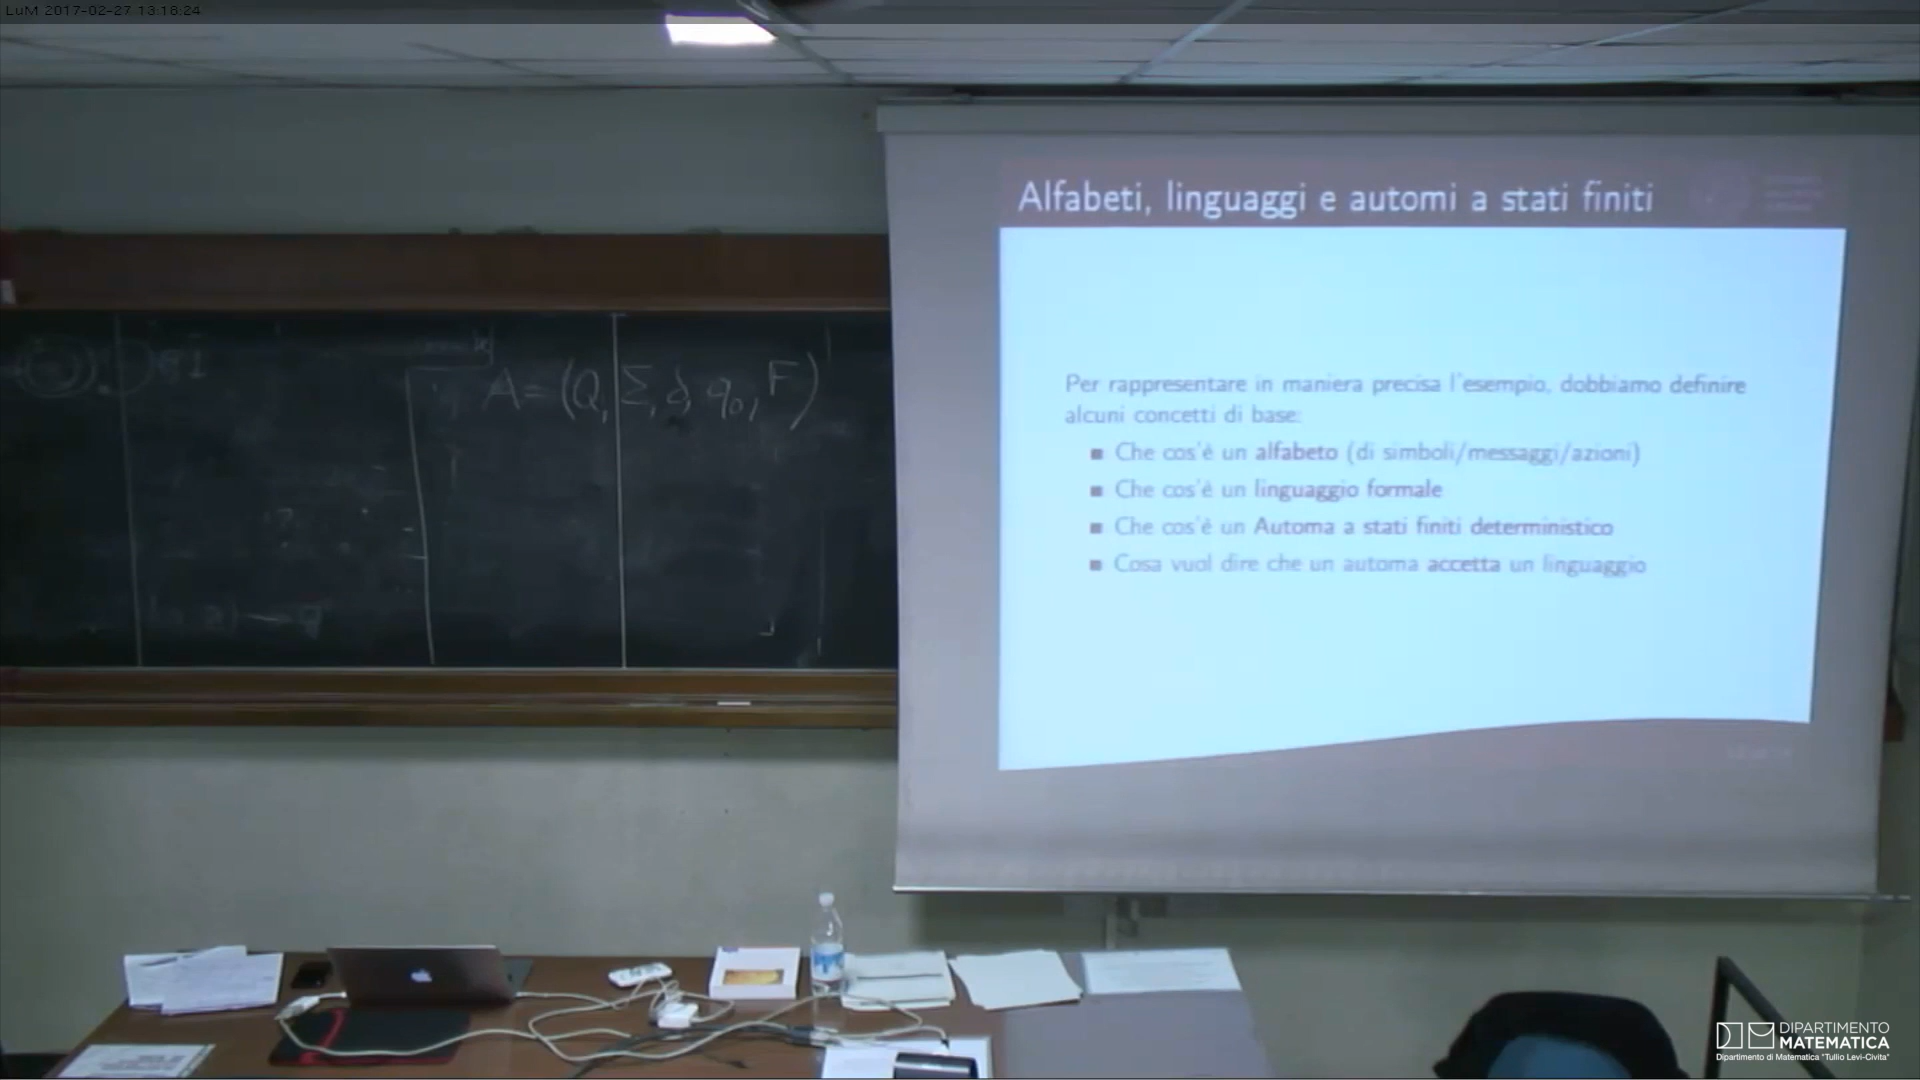 LuM 2017-02-27 13:16:24
A=(Q, Σ, δ, q₀, F)
Alfabeti, linguaggi e automi a stati finiti
Per rappresentare in maniera precisa l'esempio, dobbiamo definire
alcuni concetti di base:
■ Che cos'è un alfabeto (di simboli/messaggi/azioni)
■ Che cos'è un linguaggio formale
■ Che cos'è un Automa a stati finiti deterministico
■ Cosa vuol dire che un automa accetta un linguaggio
DIPARTIMENTO
MATEMATICA
Dipartimento di Matematica "Tullio Levi-Civita"